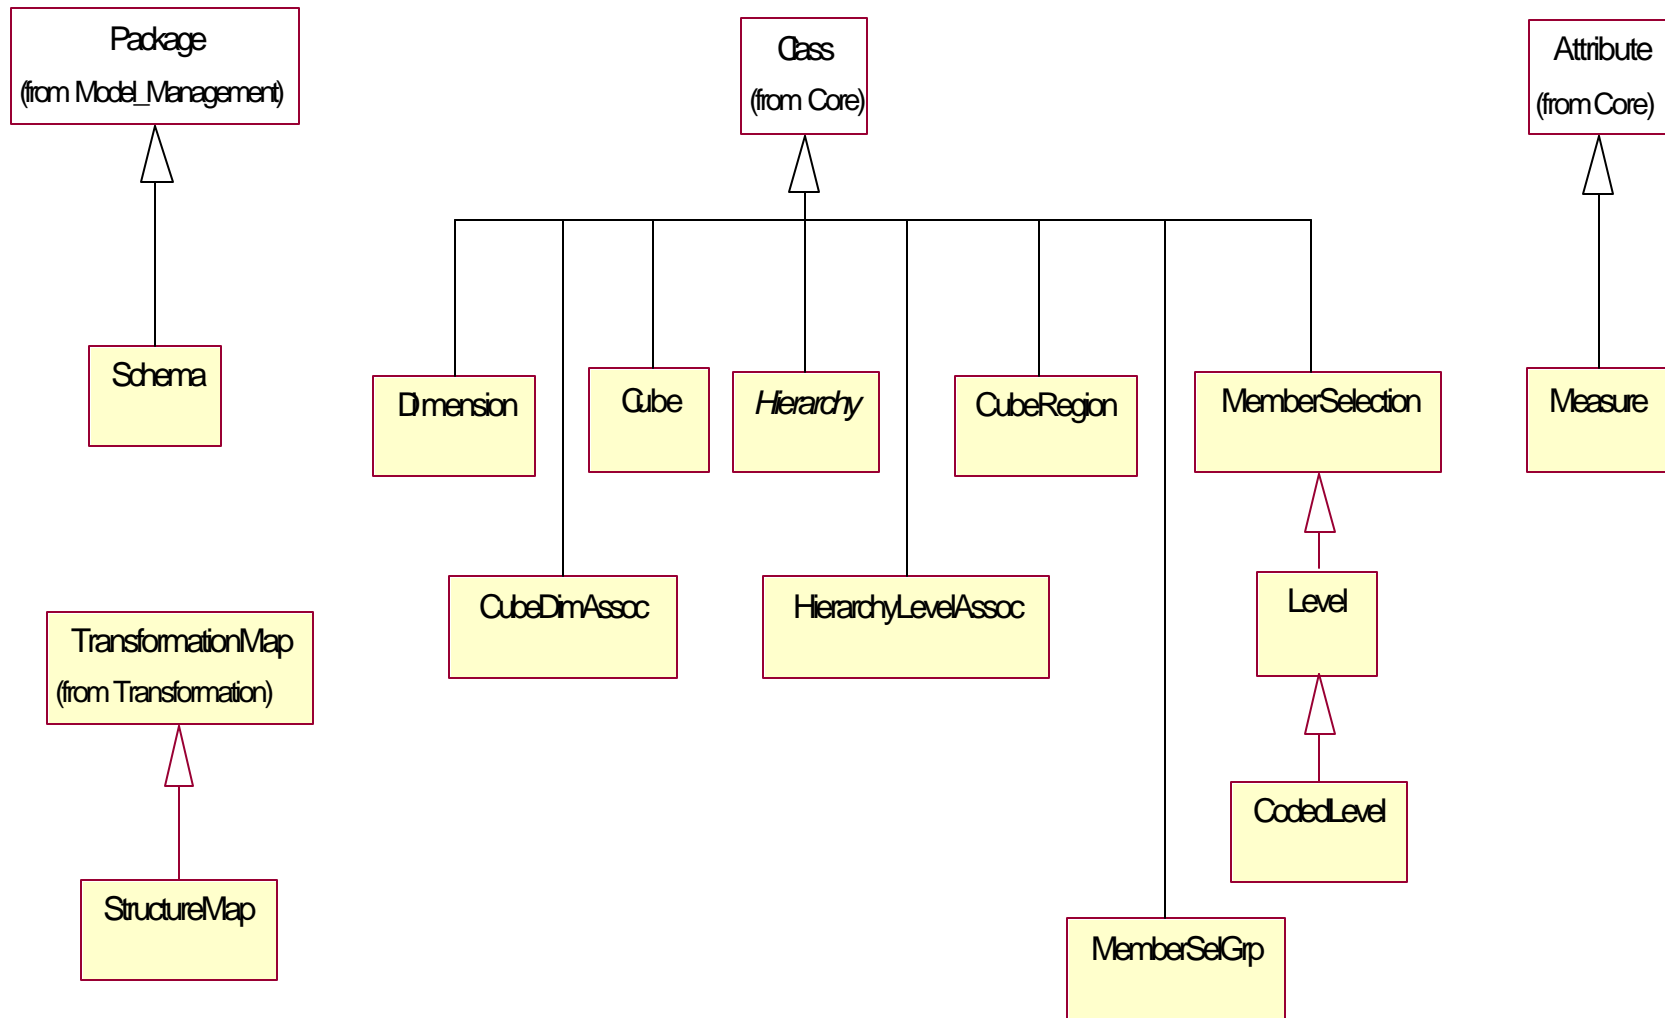 Package
(from Model_Management)
Class
(from Core)
Attribute
(from Core)
Schema
Dimension
Cube
Hierarchy
CubeRegion
MemberSelection
Measure
CubeDimAssoc
HierarchyLevelAssoc
Level
TransformationMap
(from Transformation)
CodedLevel
StructureMap
MemberSelGrp